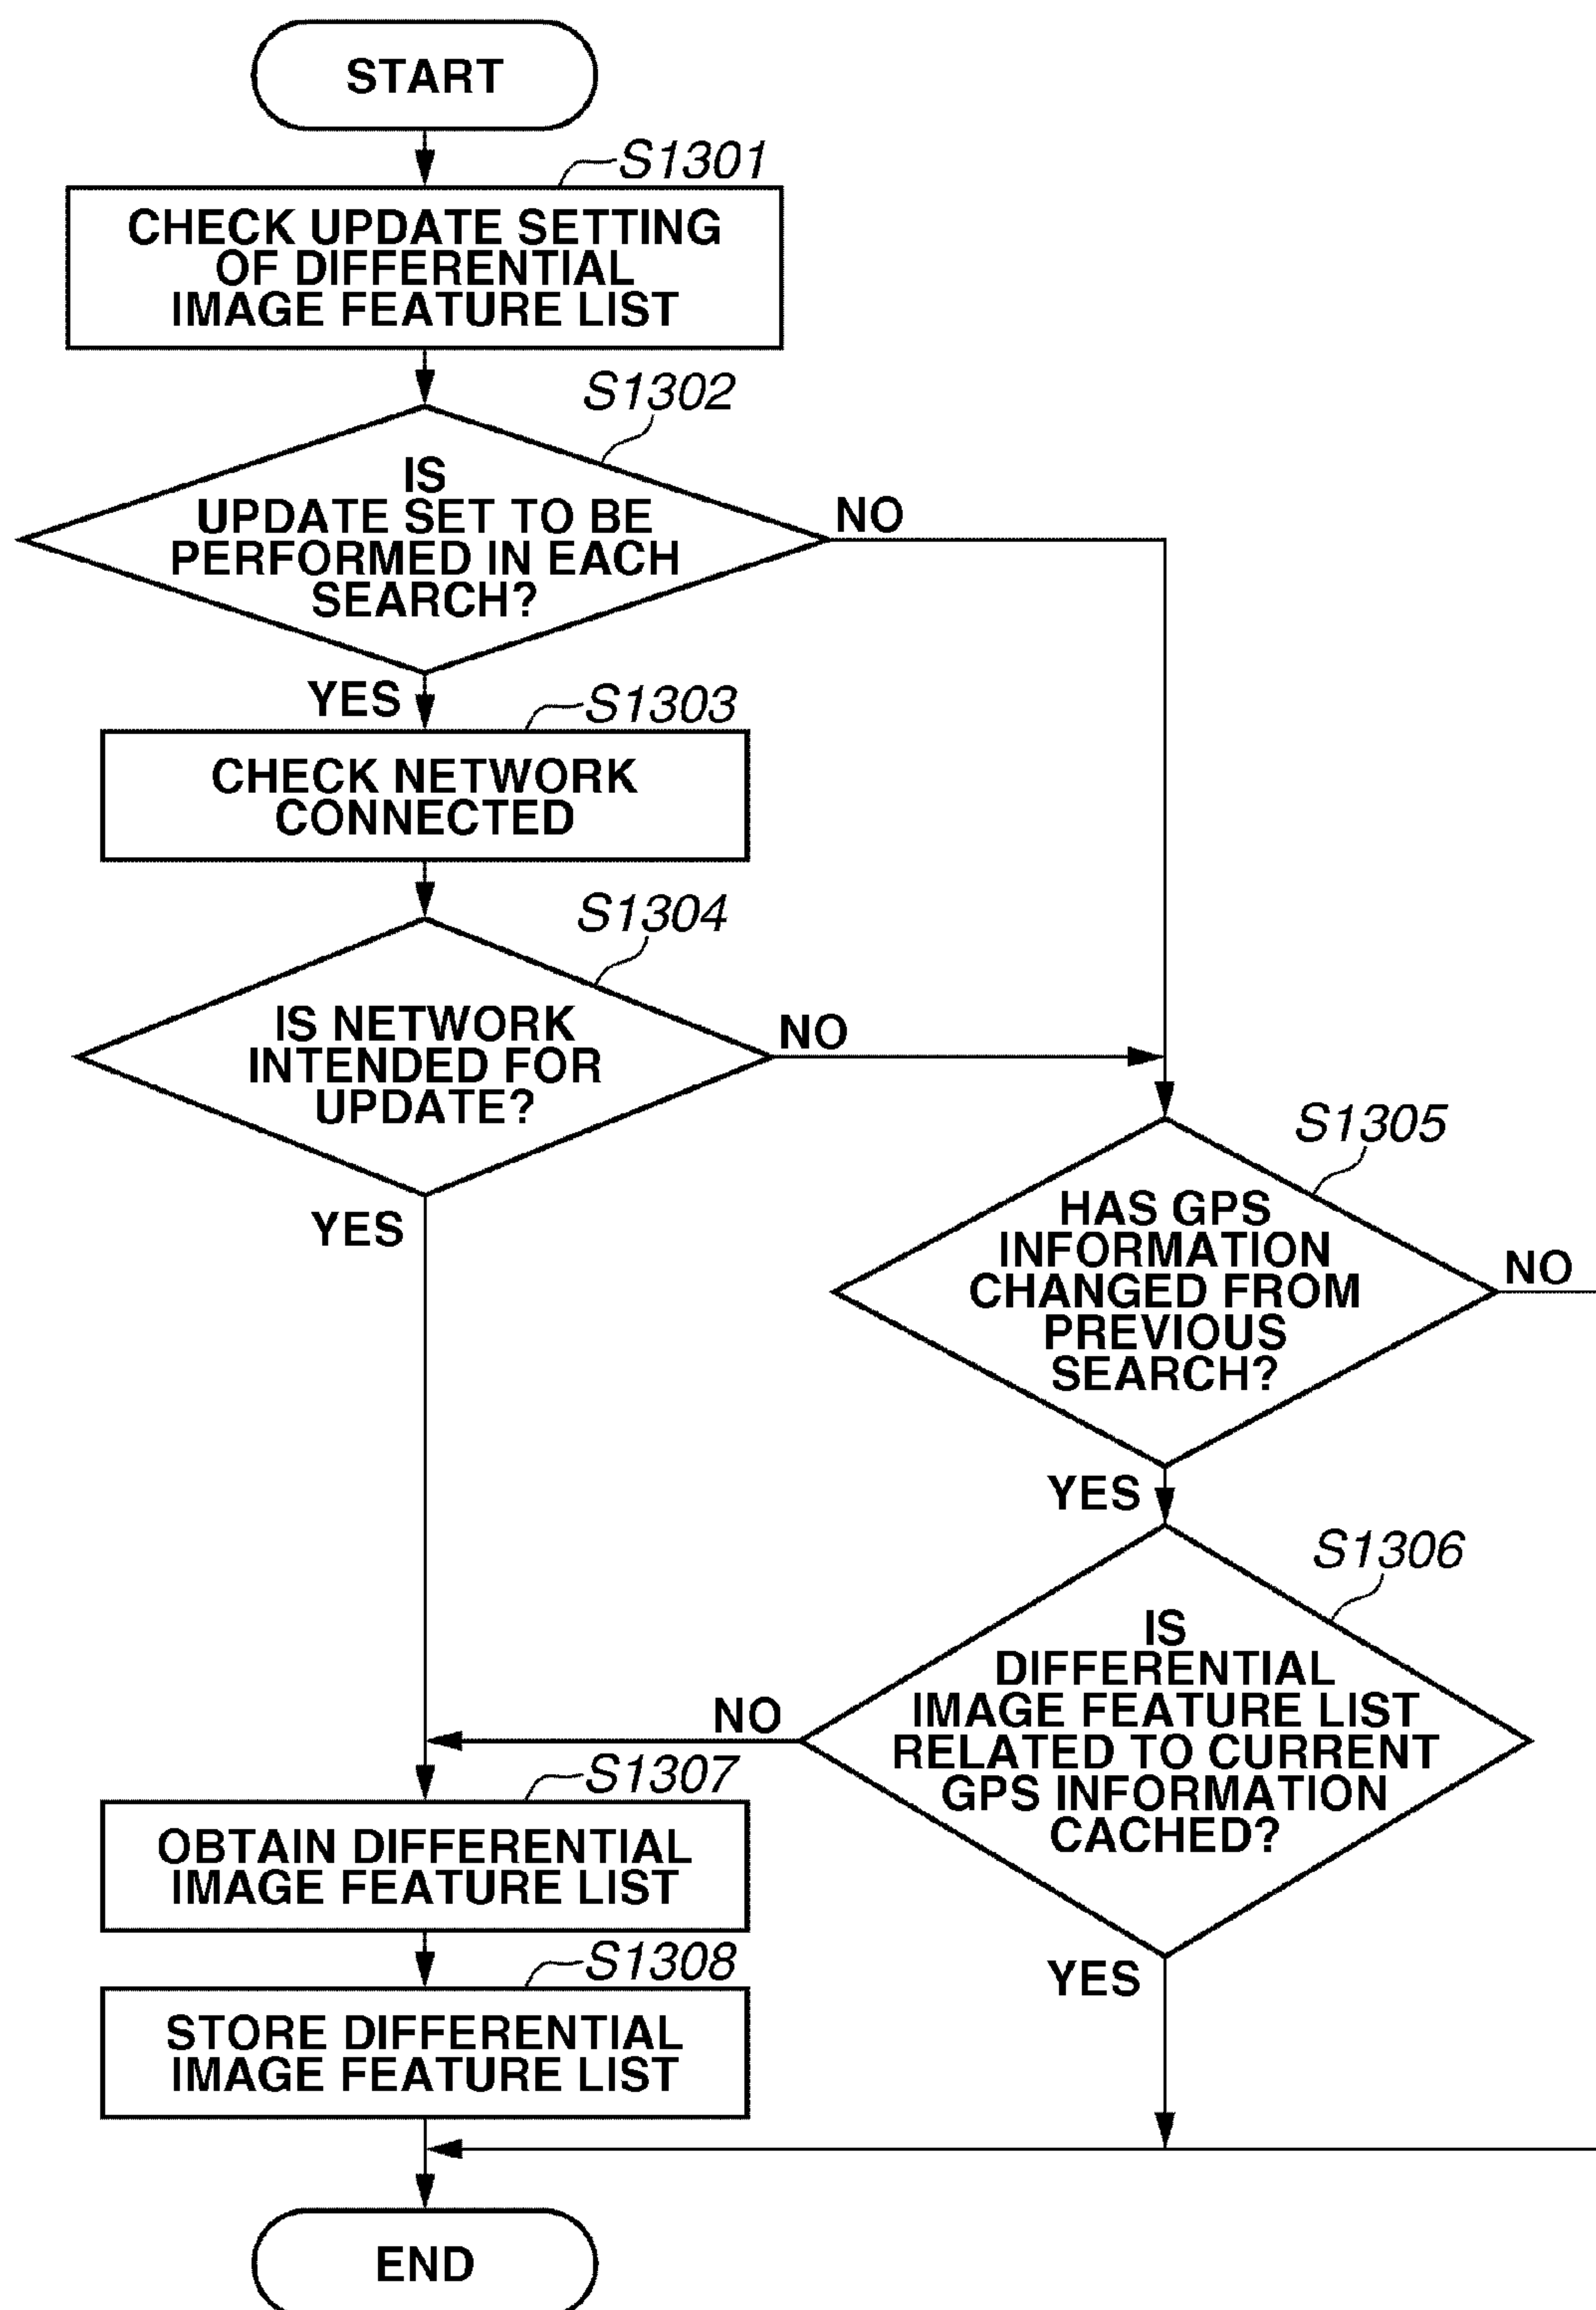 START
S1301
CHECK UPDATE SETTING
OF DIFFERENTIAL
IMAGE FEATURE LIST
S1302
IS
UPDATE SET TO BE
PERFORMED IN EACH
SEARCH?
NO
YES
S1303
CHECK NETWORK
CONNECTED
S1304
IS NETWORK
INTENDED FOR
UPDATE?
NO
YES
S1305
HAS GPS
INFORMATION
CHANGED FROM
PREVIOUS
SEARCH?
NO
YES
S1306
IS
DIFFERENTIAL
IMAGE FEATURE LIST
RELATED TO CURRENT
GPS INFORMATION
CACHED?
NO
YES
S1307
OBTAIN DIFFERENTIAL
IMAGE FEATURE LIST
S1308
STORE DIFFERENTIAL
IMAGE FEATURE LIST
END